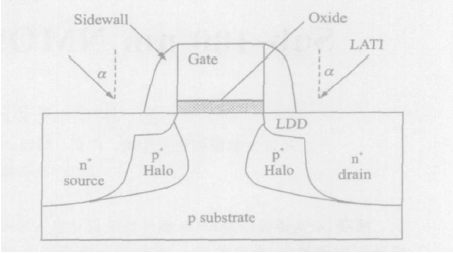 Sidewall
Oxide
Gate
LATI
α
α
LDD
n+
source
p+
Halo
p+
Halo
n+
drain
p substrate